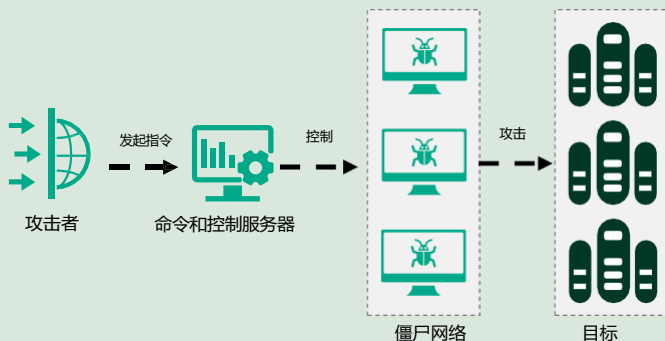 发起指令
控制
攻击
攻击者
命令和控制服务器
僵尸网络
目标